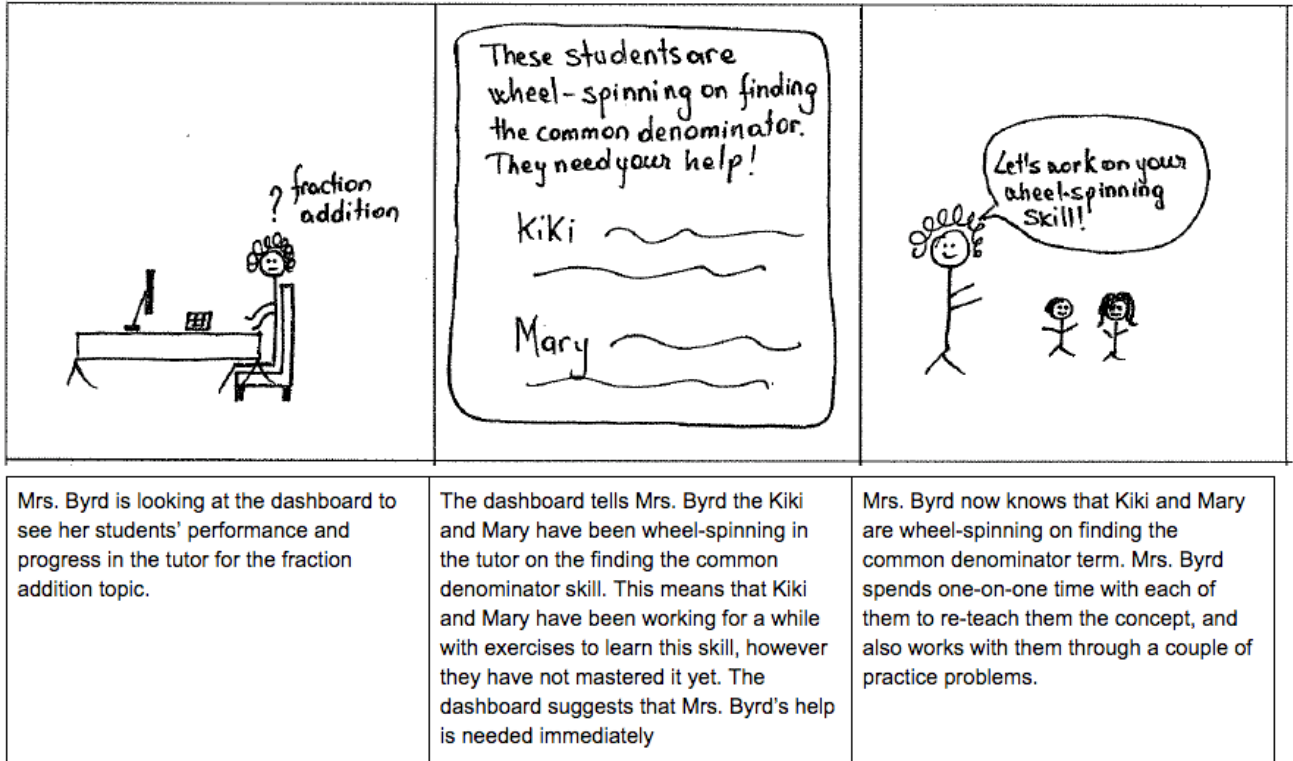 ? fraction
addition
These students are
wheel-spinning on finding
the common denominator.
They need your help!
KiKi
Mary
Let's work on your
wheel-spinning
skill!
Mrs. Byrd is looking at the dashboard to
see her students' performance and
progress in the tutor for the fraction
addition topic.
The dashboard tells Mrs. Byrd the Kiki
and Mary have been wheel-spinning in
the tutor on the finding the common
denominator skill. This means that Kiki
and Mary have been working for a while
with exercises to learn this skill, however
they have not mastered it yet. The
dashboard suggests that Mrs. Byrd's help
is needed immediately
Mrs. Byrd now knows that Kiki and Mary
are wheel-spinning on finding the
common denominator term. Mrs. Byrd
spends one-on-one time with each of
them to re-teach them the concept, and
also works with them through a couple of
practice problems.